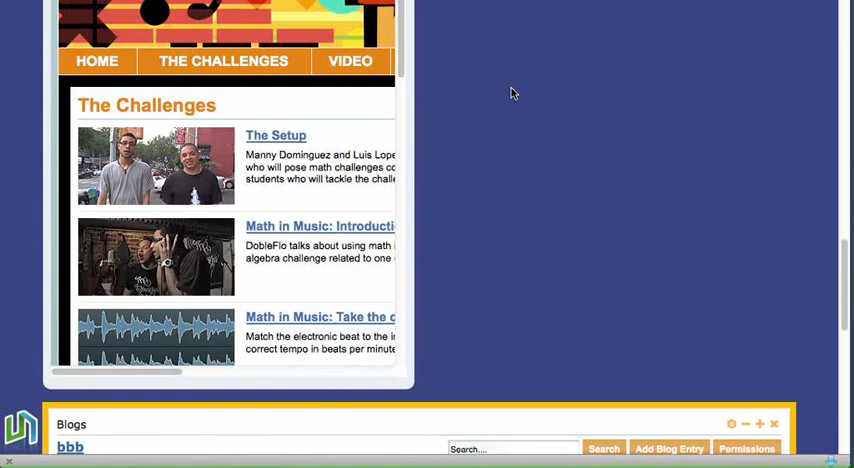 HOME THE CHALLENGES VIDEO
The Challenges
The Setup
Manny Dominguez and Luis Lope
who will pose math challenges co
students who will tackle the challe
Math in Music: Introducti
DobleFlo talks about using math i
algebra challenge related to one
Math in Music: Take the c
Match the electronic beat to the i
correct tempo in beats per minute
Blogs
bbb
Search.... Search Add Blog Entry Permissions